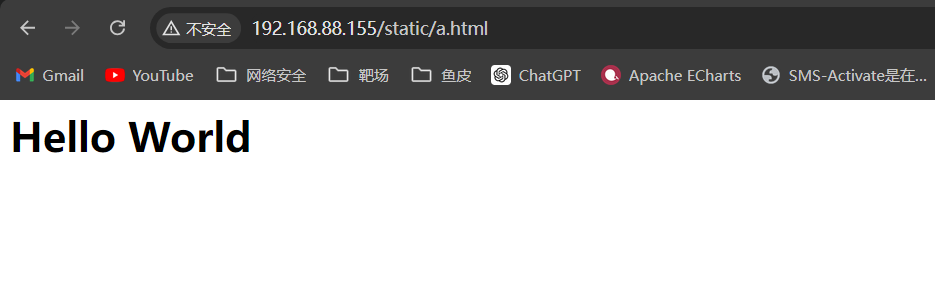 不安全 192.168.88.155/static/a.html
Gmail YouTube 网络安全 靶场 鱼皮 ChatGPT Apache ECharts SMS-Activate是在...
Hello World